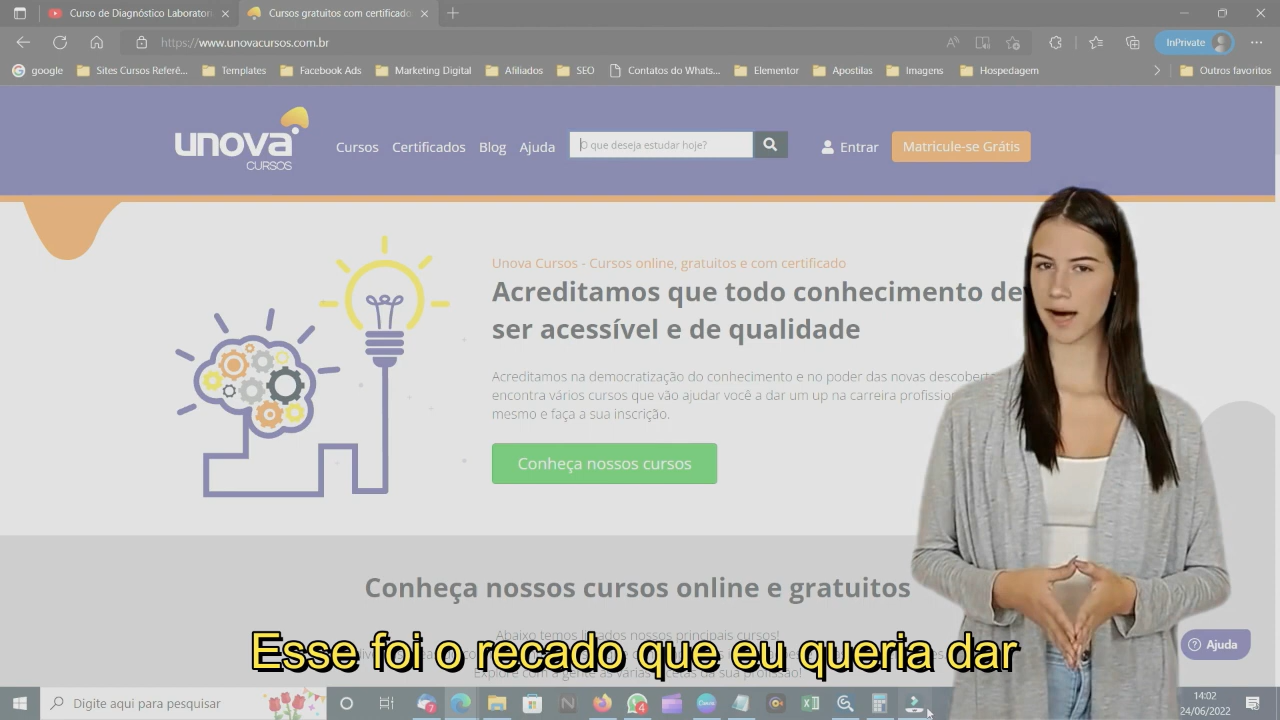 Curso de Diagnóstico Laborator
Cursos gratuitos com certificado
https://www.unovacursos.com.br
InPrivate
google
Sites Cursos Referê...
Templates
Facebook Ads
Marketing Digital
Afiliados
SEO
Contatos do Whats...
Elementor
Apostilas
Imagens
Hospedagem
Outros favoritos
unova
CURSOS
Cursos
Certificados
Blog
Ajuda
O que deseja estudar hoje?
Entrar
Matricule-se Grátis
Unova Cursos - Cursos online, gratuitos e com certificado
Acreditamos que todo conhecimento dev
ser acessível e de qualidade
Acreditamos na democratização do conhecimento e no poder das novas descobert
encontra vários cursos que vão ajudar você a dar um up na carreira profission
mesmo e faça a sua inscrição.
Conheça nossos cursos
Conheça nossos cursos online e gratuitos
Abaixo temos listados nossos principais cursos!
Esse foi o recado que eu queria dar
Ajuda
Digite aqui para pesquisar
14:02
24/06/2022